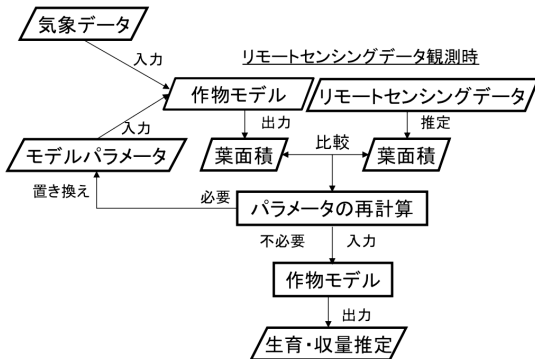 気象データ
入力
リモートセンシングデータ観測時
作物モデル
リモートセンシングデータ
入力
出力
推定
モデルパラメータ
葉面積
比較
葉面積
置き換え
必要
パラメータの再計算
不必要
入力
作物モデル
出力
生育・収量推定